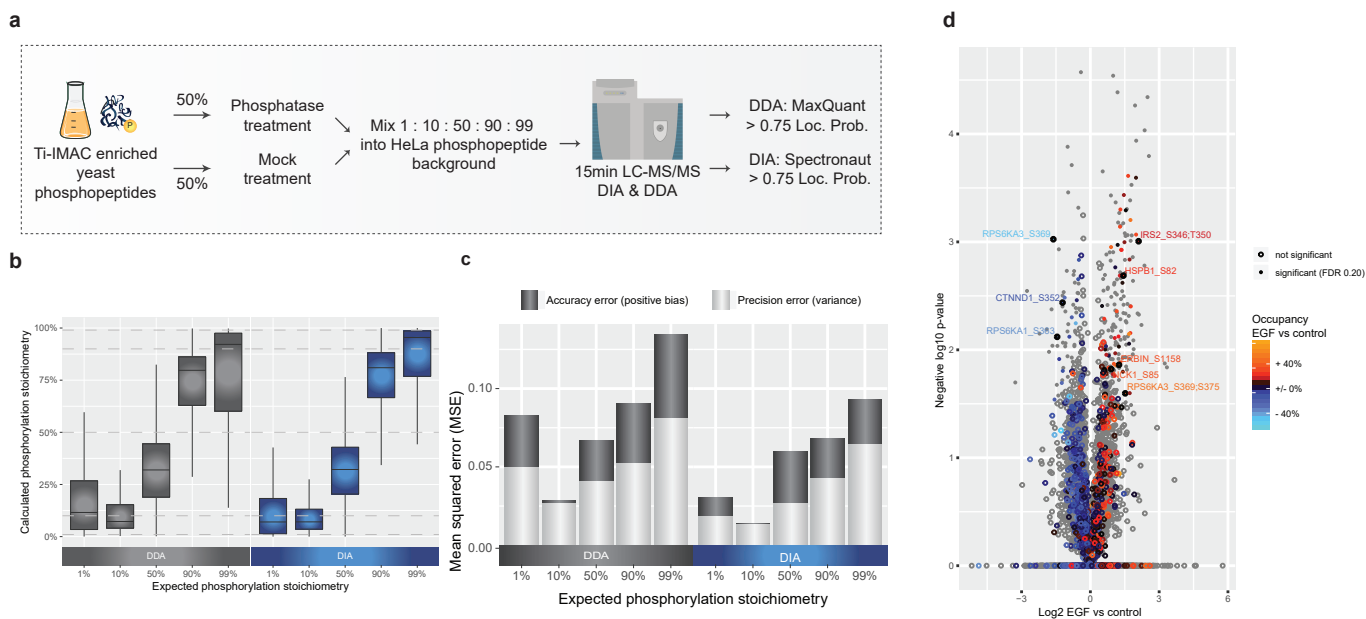 a
Ti-IMAC enriched
yeast
phosphopeptides
P
50%
50%
Phosphatase
treatment
Mock
treatment
Mix 1 : 10 : 50 : 90 : 99
into HeLa phosphopeptide
background
15min LC-MS/MS
DIA & DDA
DDA: MaxQuant
> 0.75 Loc. Prob.
DIA: Spectronaut
> 0.75 Loc. Prob.
b
Calculated phosphorylation stoichiometry
100%
75%
50%
25%
0%
DDA
DIA
1% 10% 50% 90% 99% 1% 10% 50% 90% 99%
Expected phosphorylation stoichiometry
c
Accuracy error (positive bias)
Precision error (variance)
Mean squared error (MSE)
0.10
0.05
0.00
DDA
DIA
1% 10% 50% 90% 99% 1% 10% 50% 90% 99%
Expected phosphorylation stoichiometry
d
Negative log10 p-value
4
3
2
1
0
RPS6KA3_S369
IRS2_S346;T350
HSPB1_S82
CTNND1_S352
RPS6KA1_S363
ERBIN_S1158
NCK1_S85
RPS6KA3_S369;S375
−3 0 3 6
Log2 EGF vs control
not significant
significant (FDR 0.20)
Occupancy
EGF vs control
+ 40%
+/- 0%
- 40%